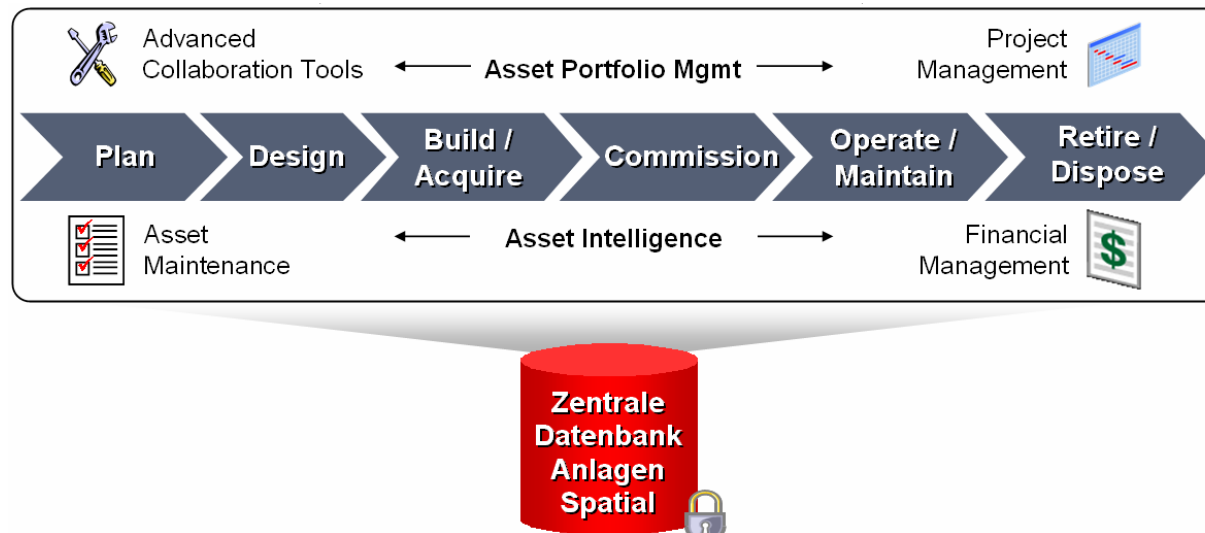 Advanced
Collaboration Tools
Asset Portfolio Mgmt
Project
Management
Plan
Design
Build /
Acquire
Commission
Operate /
Maintain
Retire /
Dispose
Asset
Maintenance
Asset Intelligence
Financial
Management
$
Zentrale
Datenbank
Anlagen
Spatial